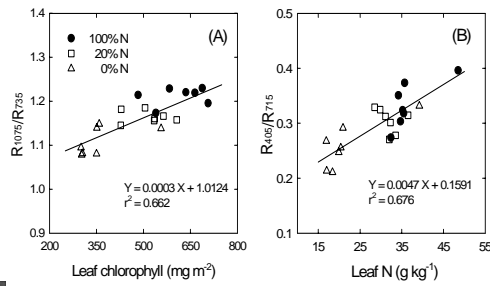 1.4
1.3
1.2
1.1
1.0
0.9
R1075/R735
100% N
20% N
0% N
(A)
Y = 0.0003 X + 1.0124
r² = 0.662
200 350 500 650 800
Leaf chlorophyll (mg m⁻²)
0.5
0.4
0.3
0.2
0.1
R405/R715
(B)
Y = 0.0047 X + 0.1591
r² = 0.676
15 25 35 45 55
Leaf N (g kg⁻¹)